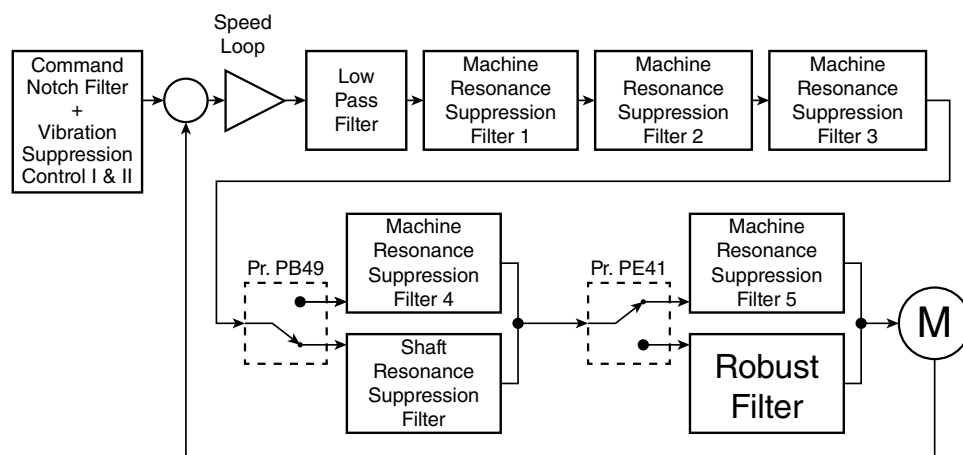 Speed
Loop
Command
Notch Filter
+
Vibration
Suppression
Control I & II
Low
Pass
Filter
Machine
Resonance
Suppression
Filter 1
Machine
Resonance
Suppression
Filter 2
Machine
Resonance
Suppression
Filter 3
Pr. PB49
Machine
Resonance
Suppression
Filter 4
Shaft
Resonance
Suppression
Filter
Pr. PE41
Machine
Resonance
Suppression
Filter 5
Robust
Filter
M